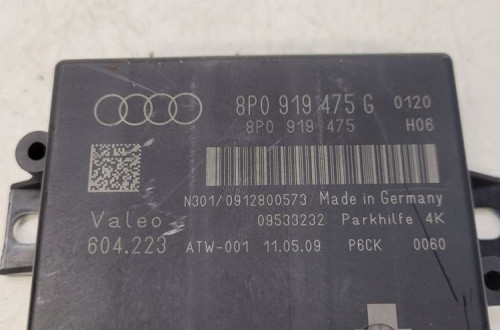 8P0 919 475 G 0120
8P0 919 475 H06
N301/0912800573 Made in Germany
Valeo 09533232 Parkhilfe 4K
604.223 ATW-001 11.05.09 P6CK 0060